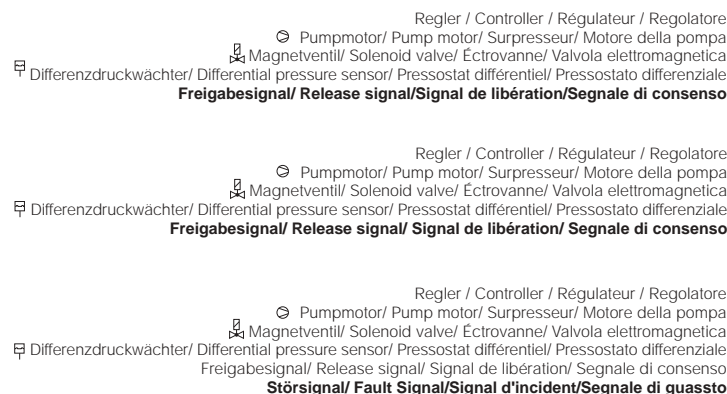 Regler / Controller / Régulateur / Regolatore
Pumpmotor/ Pump motor/ Surpresseur/ Motore della pompa
Magnetventil/ Solenoid valve/ Éctrovanne/ Valvola elettromagnetica
Differenzdruckwächter/ Differential pressure sensor/ Pressostat différentiel/ Pressostato differenziale
Freigabesignal/ Release signal/Signal de libération/Segnale di consenso
Regler / Controller / Régulateur / Regolatore
Pumpmotor/ Pump motor/ Surpresseur/ Motore della pompa
Magnetventil/ Solenoid valve/ Éctrovanne/ Valvola elettromagnetica
Differenzdruckwächter/ Differential pressure sensor/ Pressostat différentiel/ Pressostato differenziale
Freigabesignal/ Release signal/ Signal de libération/ Segnale di consenso
Regler / Controller / Régulateur / Regolatore
Pumpmotor/ Pump motor/ Surpresseur/ Motore della pompa
Magnetventil/ Solenoid valve/ Éctrovanne/ Valvola elettromagnetica
Differenzdruckwächter/ Differential pressure sensor/ Pressostat différentiel/ Pressostato differenziale
Freigabesignal/ Release signal/ Signal de libération/ Segnale di consenso
Störsignal/ Fault Signal/Signal d'incident/Segnale di guassto